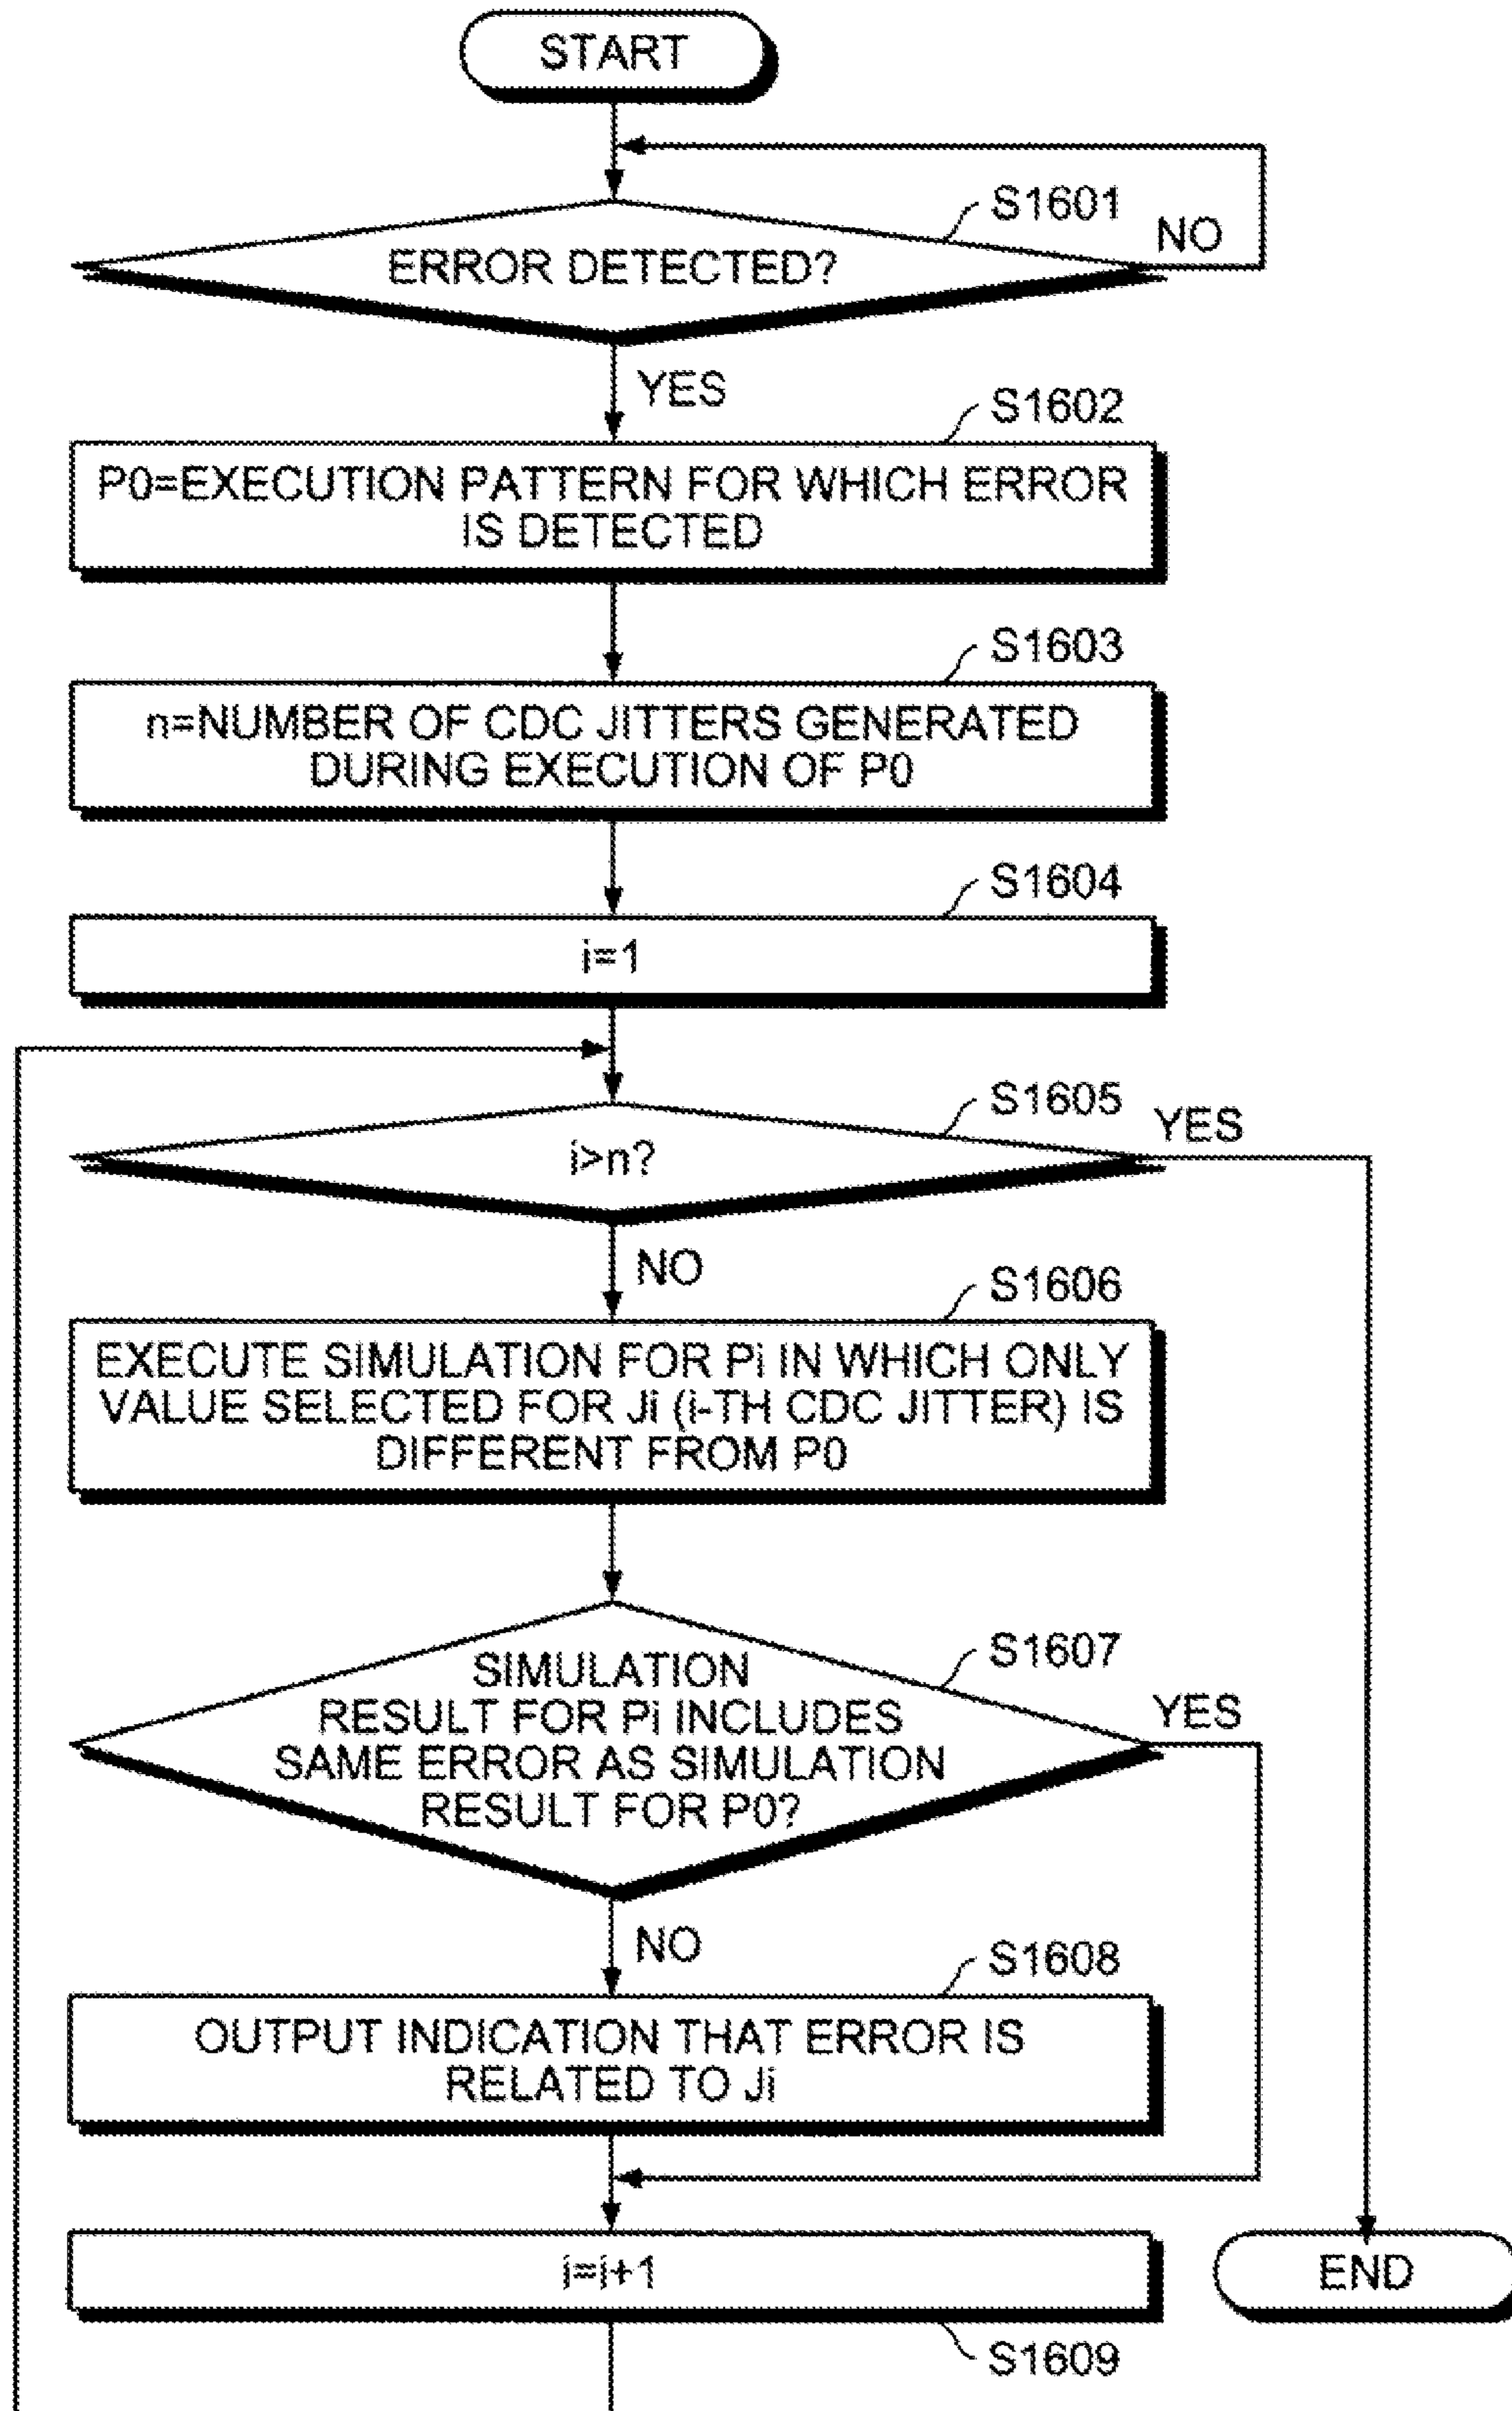 START
S1601
NO
ERROR DETECTED?
YES
S1602
P0=EXECUTION PATTERN FOR WHICH ERROR
IS DETECTED
S1603
n=NUMBER OF CDC JITTERS GENERATED
DURING EXECUTION OF P0
S1604
i=1
S1605
YES
i>n?
NO
S1606
EXECUTE SIMULATION FOR Pi IN WHICH ONLY
VALUE SELECTED FOR Ji (i-TH CDC JITTER) IS
DIFFERENT FROM P0
S1607
YES
SIMULATION
RESULT FOR Pi INCLUDES
SAME ERROR AS SIMULATION
RESULT FOR P0?
NO
S1608
OUTPUT INDICATION THAT ERROR IS
RELATED TO Ji
i=i+1
END
S1609